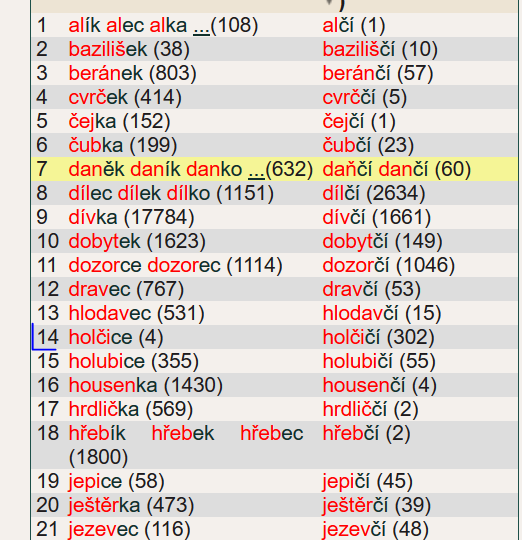 1 alík alec alka ...(108) alčí (1)
2 bazilišek (38) baziliščí (10)
3 beránek (803) beránčí (57)
4 cvrček (414) cvrččí (5)
5 čejka (152) čejčí (1)
6 čubka (199) čubčí (23)
7 daněk daník danko ...(632) daňčí dančí (60)
8 dílec dílek dílko (1151) dílčí (2634)
9 dívka (17784) dívčí (1661)
10 dobytek (1623) dobytčí (149)
11 dozorce dozorec (1114) dozorčí (1046)
12 dravec (767) dravčí (53)
13 hlodavec (531) hlodavčí (15)
14 holčice (4) holčičí (302)
15 holubice (355) holubičí (55)
16 housenka (1430) housenčí (4)
17 hrdlička (569) hrdliččí (2)
18 hřebík hřebek hřebec hřebčí (2)
(1800)
19 jepice (58) jepičí (45)
20 ještěrka (473) ještěrčí (39)
21 jezevec (116) jezevčí (48)